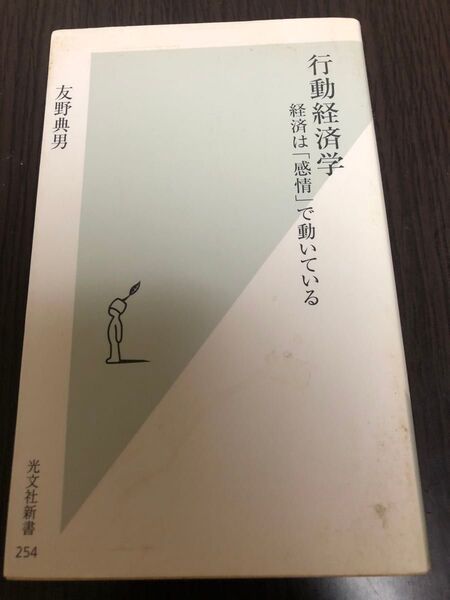 行動経済学
経済は「感情」で動いている
友野典男
光文社新書
254